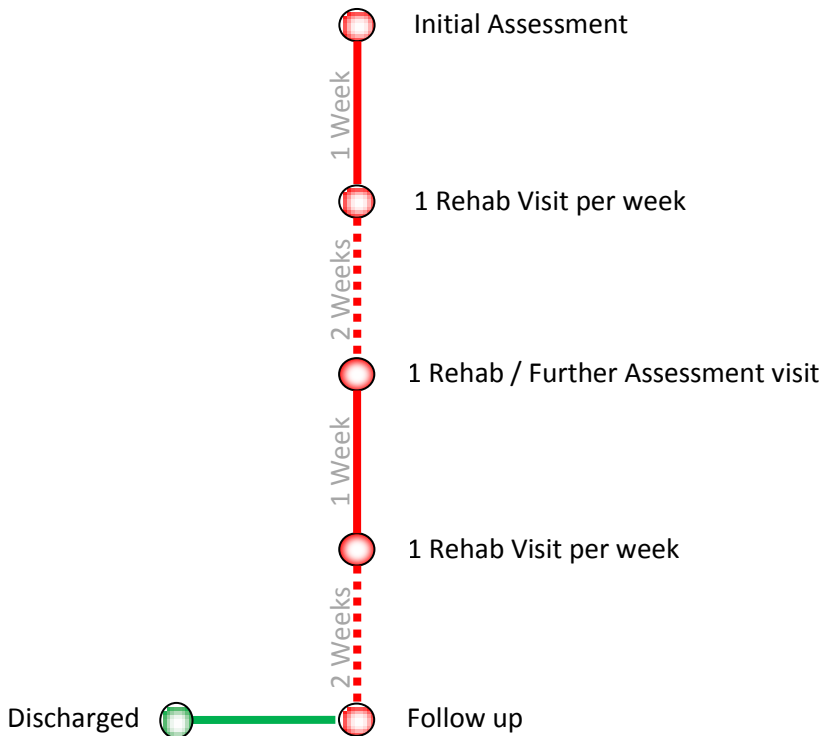 Initial Assessment
1 Week
1 Rehab Visit per week
2 Weeks
1 Rehab / Further Assessment visit
1 Week
1 Rehab Visit per week
2 Weeks
Discharged
Follow up